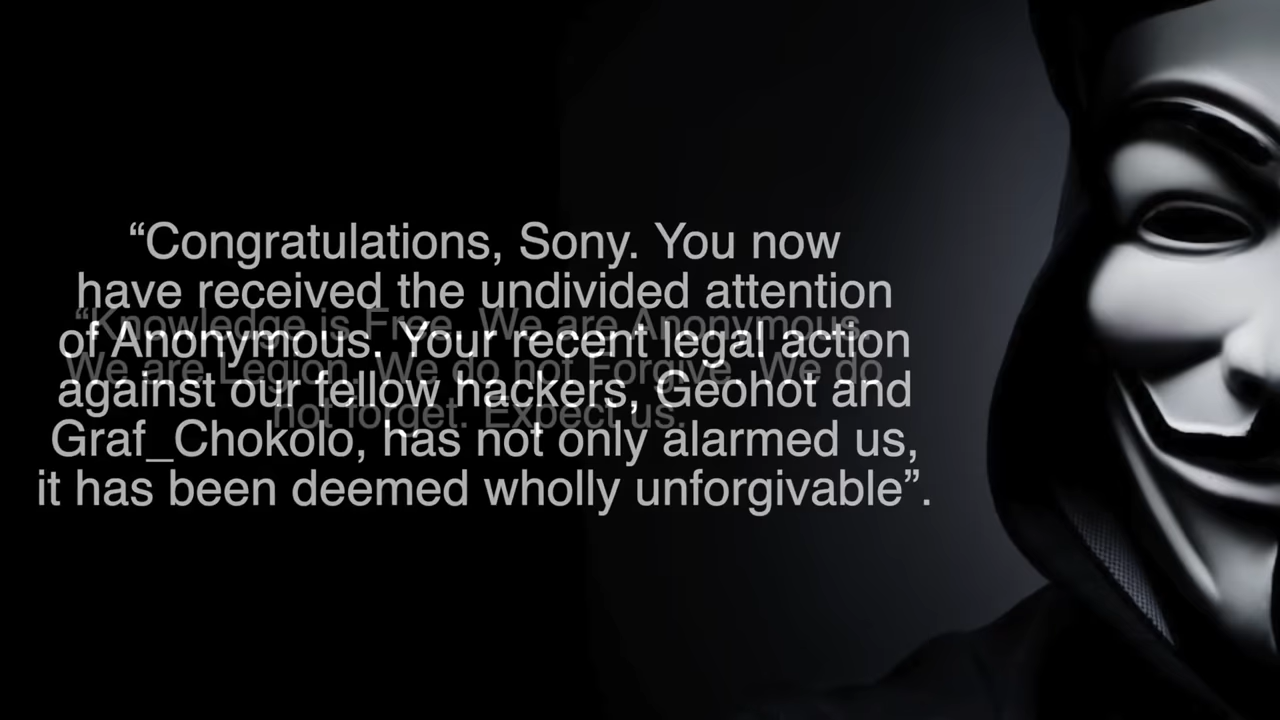 “Congratulations, Sony. You now
have received the undivided attention
of Anonymous. Your recent legal action
against our fellow hackers, Geohot and
Graf_Chokolo, has not only alarmed us,
it has been deemed wholly unforgivable”.
“Knowledge is Free. We are Anonymous.
We are Legion. We do not Forgive. We do
not forget. Expect us.